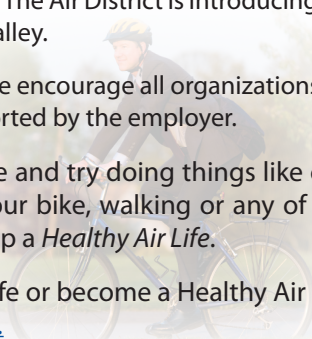 The Air District is introducing
alley.
e encourage all organizations
orted by the employer.
e and try doing things like
our bike, walking or any of
p a Healthy Air Life.
fe or become a Healthy Air